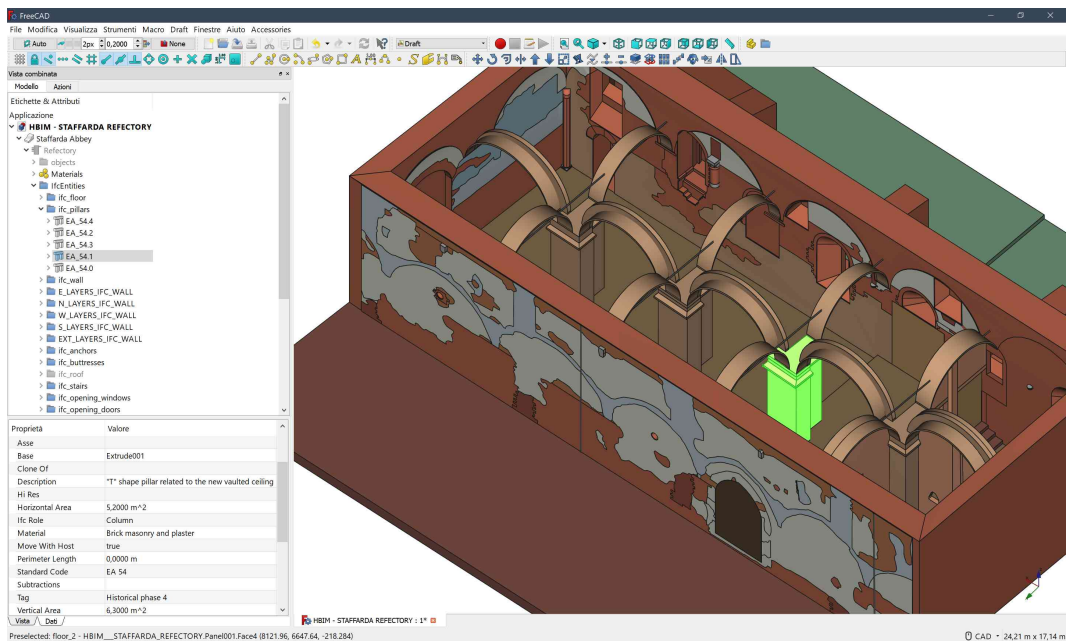 FreeCAD
File Modifica Visualizza Strumenti Macro Draft Finestre Aiuto Accessories
Auto 2px 0,2000 None Draft
Vista combinata
Modello Azioni
Etichette & Attributi
Applicazione
HBIM - STAFFARDA REFECTORY
Staffarda Abbey
Refectory
objects
Materials
IfcEntities
ifc_floor
ifc_pillars
EA_54.4
EA_54.2
EA_54.3
EA_54.1
EA_54.0
ifc_wall
E_LAYERS_IFC_WALL
N_LAYERS_IFC_WALL
W_LAYERS_IFC_WALL
S_LAYERS_IFC_WALL
EXT_LAYERS_IFC_WALL
ifc_anchors
ifc_buttresses
ifc_roof
ifc_stairs
ifc_opening_windows
ifc_opening_doors
Proprietà Valore
Asse
Base Extrude001
Clone Of
Description "T" shape pillar related to the new vaulted ceiling
Hi Res
Horizontal Area 5,2000 m^2
Ifc Role Column
Material Brick masonry and plaster
Move With Host true
Perimeter Length 0,0000 m
Standard Code EA 54
Subtractions
Tag Historical phase 4
Vertical Area 6,3000 m^2
Vista Dati
HBIM - STAFFARDA REFECTORY : 1*
Preselected: floor_2 - HBIM___STAFFARDA_REFECTORY.Panel001.Face4 (8121.96, 6647.64, -218.284)
CAD 24,21 m x 17,14 m